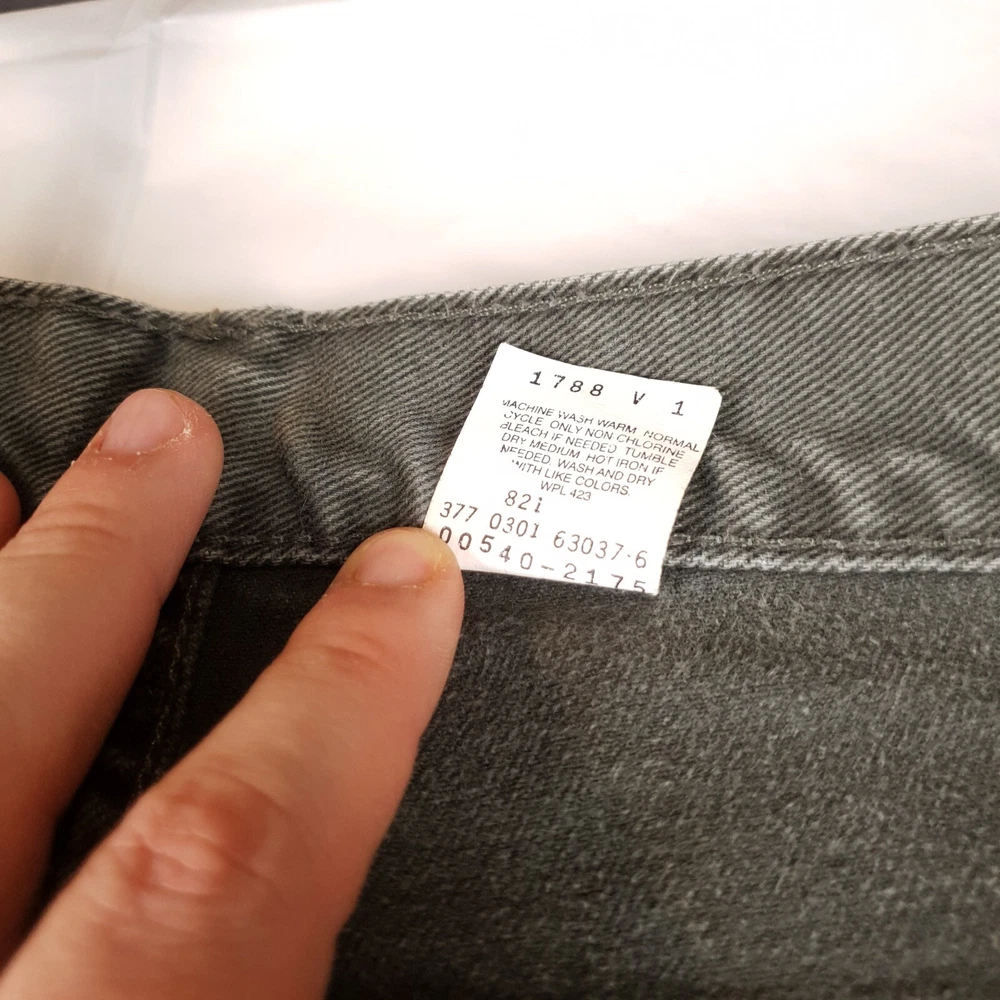 1788 V 1
MACHINE WASH WARM NORMAL
CYCLE ONLY NON CHLORINE
BLEACH IF NEEDED TUMBLE
DRY MEDIUM HOT IRON IF
NEEDED, WASH AND DRY
WITH LIKE COLORS.
WPL 423
821
377 0301 63037-6
00540-2175